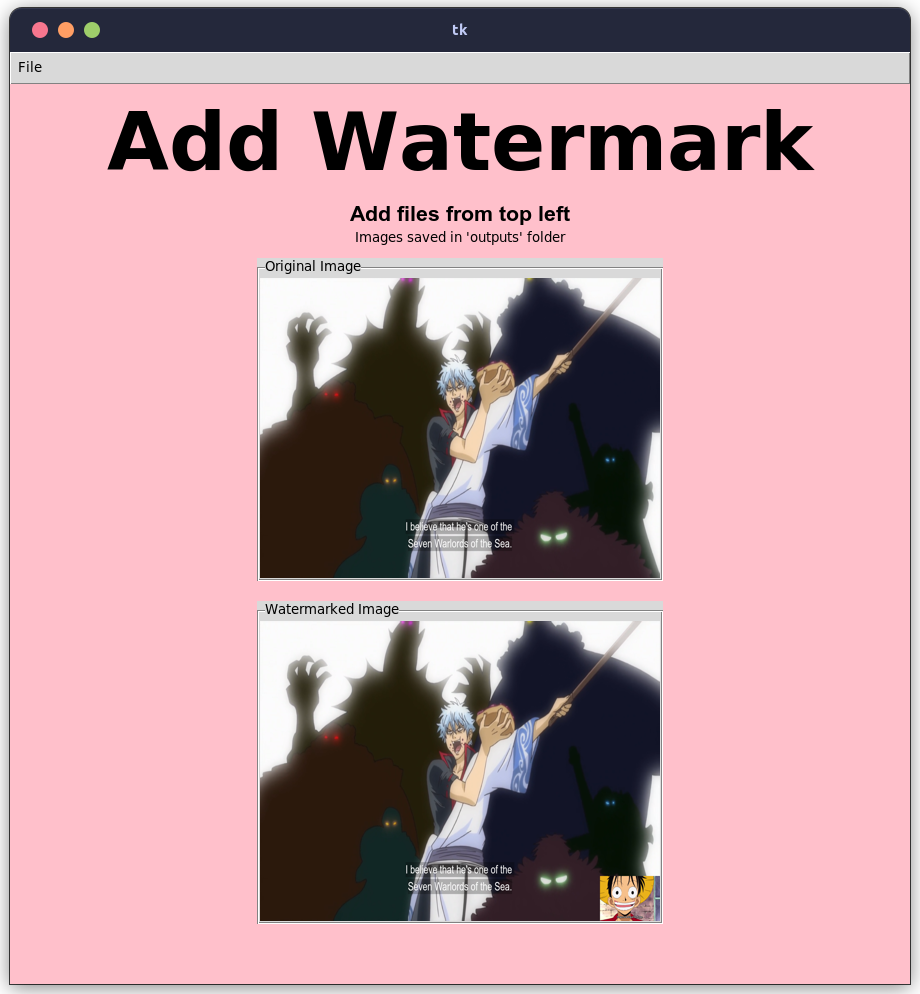 tk
File
Add Watermark
Add files from top left
Images saved in 'outputs' folder
Original Image
I believe that he's one of the
Seven Warlords of the Sea.
Watermarked Image
I believe that he's one of the
Seven Warlords of the Sea.